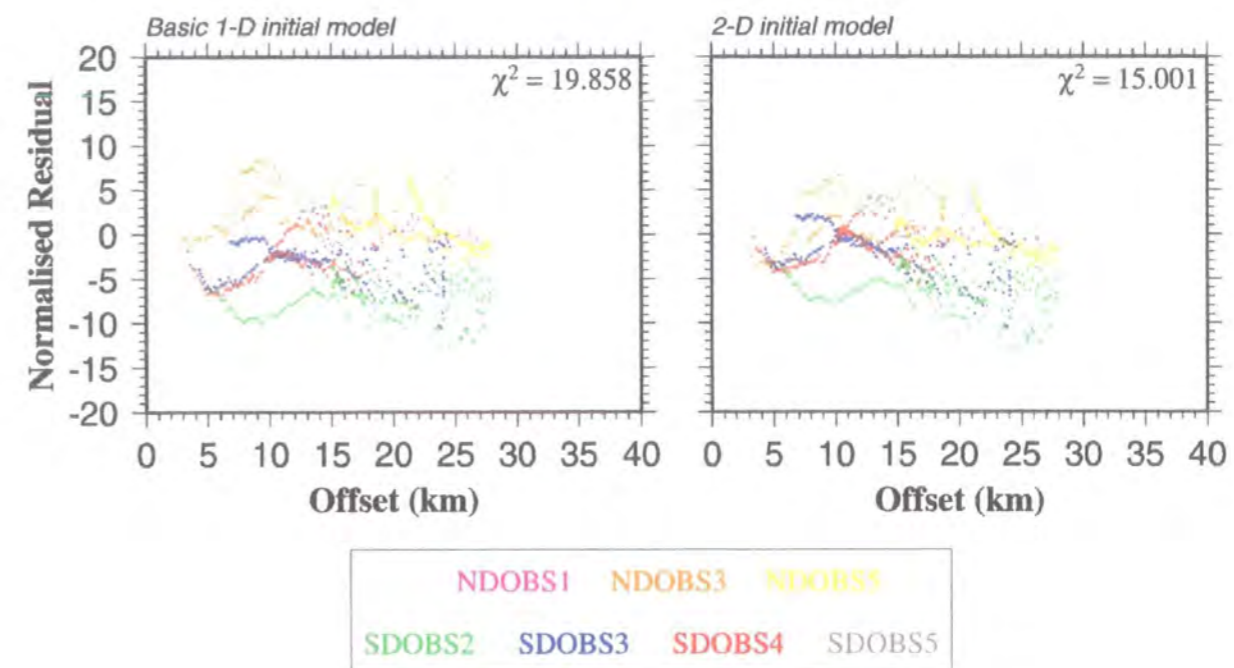 Basic 1-D initial model
2-D initial model
χ² = 19.858
χ² = 15.001
Normalised Residual
20
15
10
5
0
-5
-10
-15
-20
0 5 10 15 20 25 30 35 40
0 5 10 15 20 25 30 35 40
Offset (km)
Offset (km)
NDOBS1 NDOBS3 NDOBS5
SDOBS2 SDOBS3 SDOBS4 SDOBS5